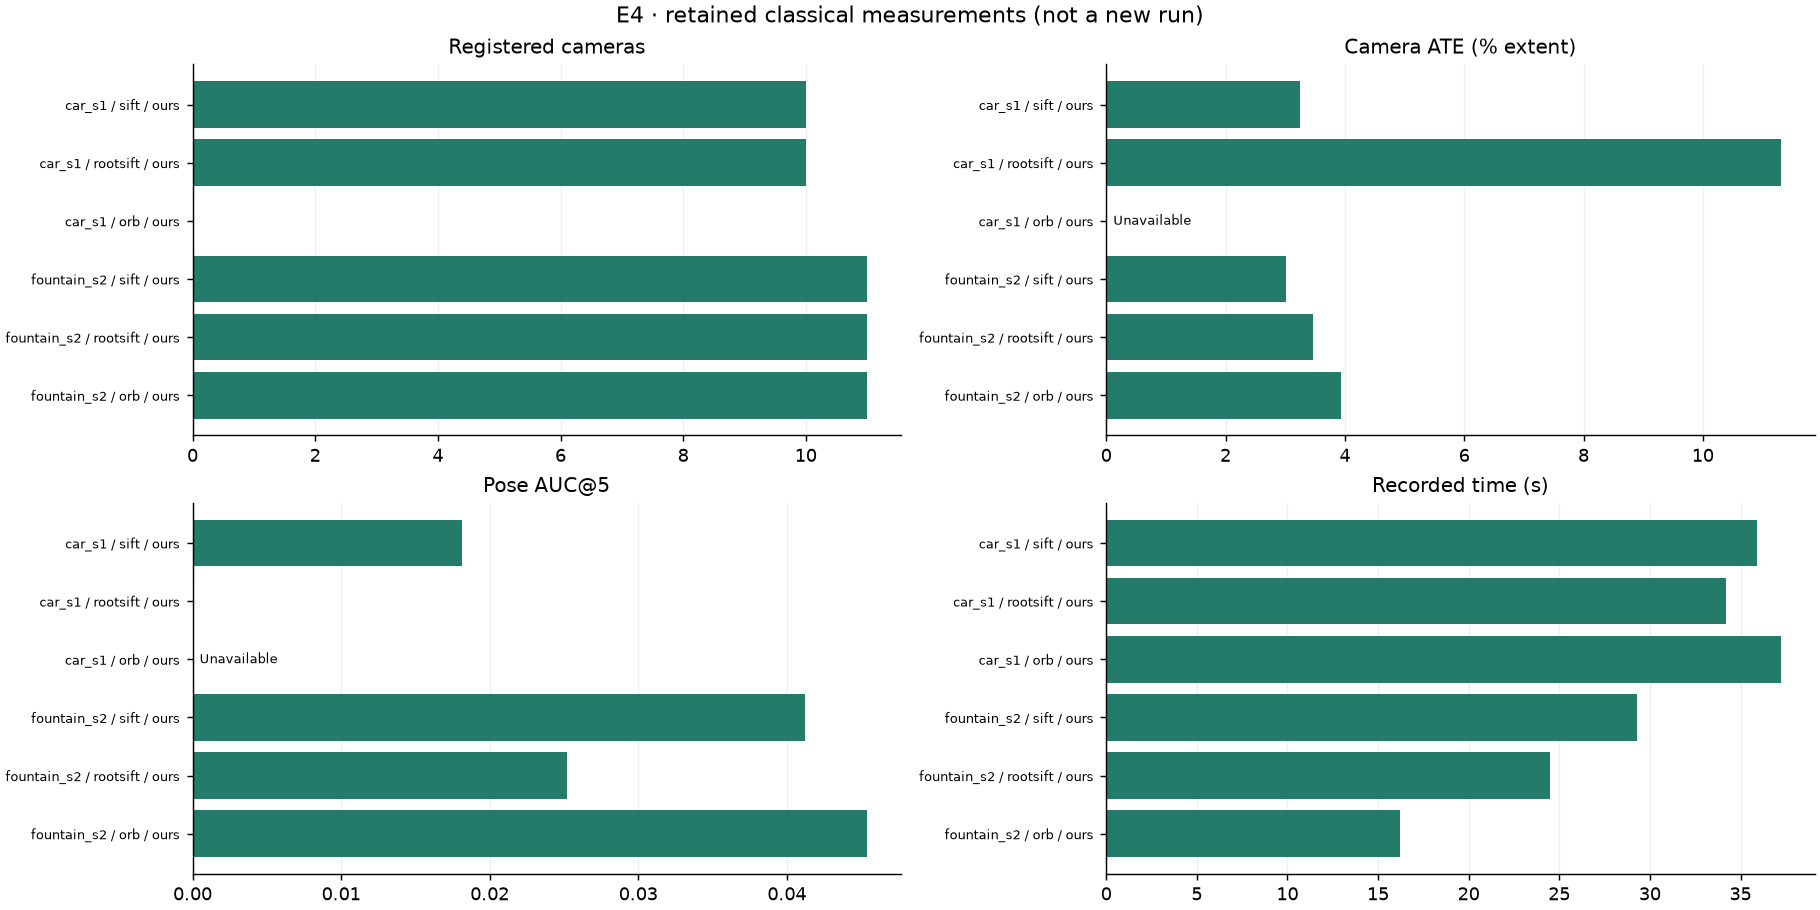 E4 · retained classical measurements (not a new run)
Registered cameras
car_s1 / sift / ours
car_s1 / rootsift / ours
car_s1 / orb / ours
fountain_s2 / sift / ours
fountain_s2 / rootsift / ours
fountain_s2 / orb / ours
0 2 4 6 8 10
Camera ATE (% extent)
car_s1 / sift / ours
car_s1 / rootsift / ours
car_s1 / orb / ours Unavailable
fountain_s2 / sift / ours
fountain_s2 / rootsift / ours
fountain_s2 / orb / ours
0 2 4 6 8 10
Pose AUC@5
car_s1 / sift / ours
car_s1 / rootsift / ours
car_s1 / orb / ours Unavailable
fountain_s2 / sift / ours
fountain_s2 / rootsift / ours
fountain_s2 / orb / ours
0.00 0.01 0.02 0.03 0.04
Recorded time (s)
car_s1 / sift / ours
car_s1 / rootsift / ours
car_s1 / orb / ours
fountain_s2 / sift / ours
fountain_s2 / rootsift / ours
fountain_s2 / orb / ours
0 5 10 15 20 25 30 35